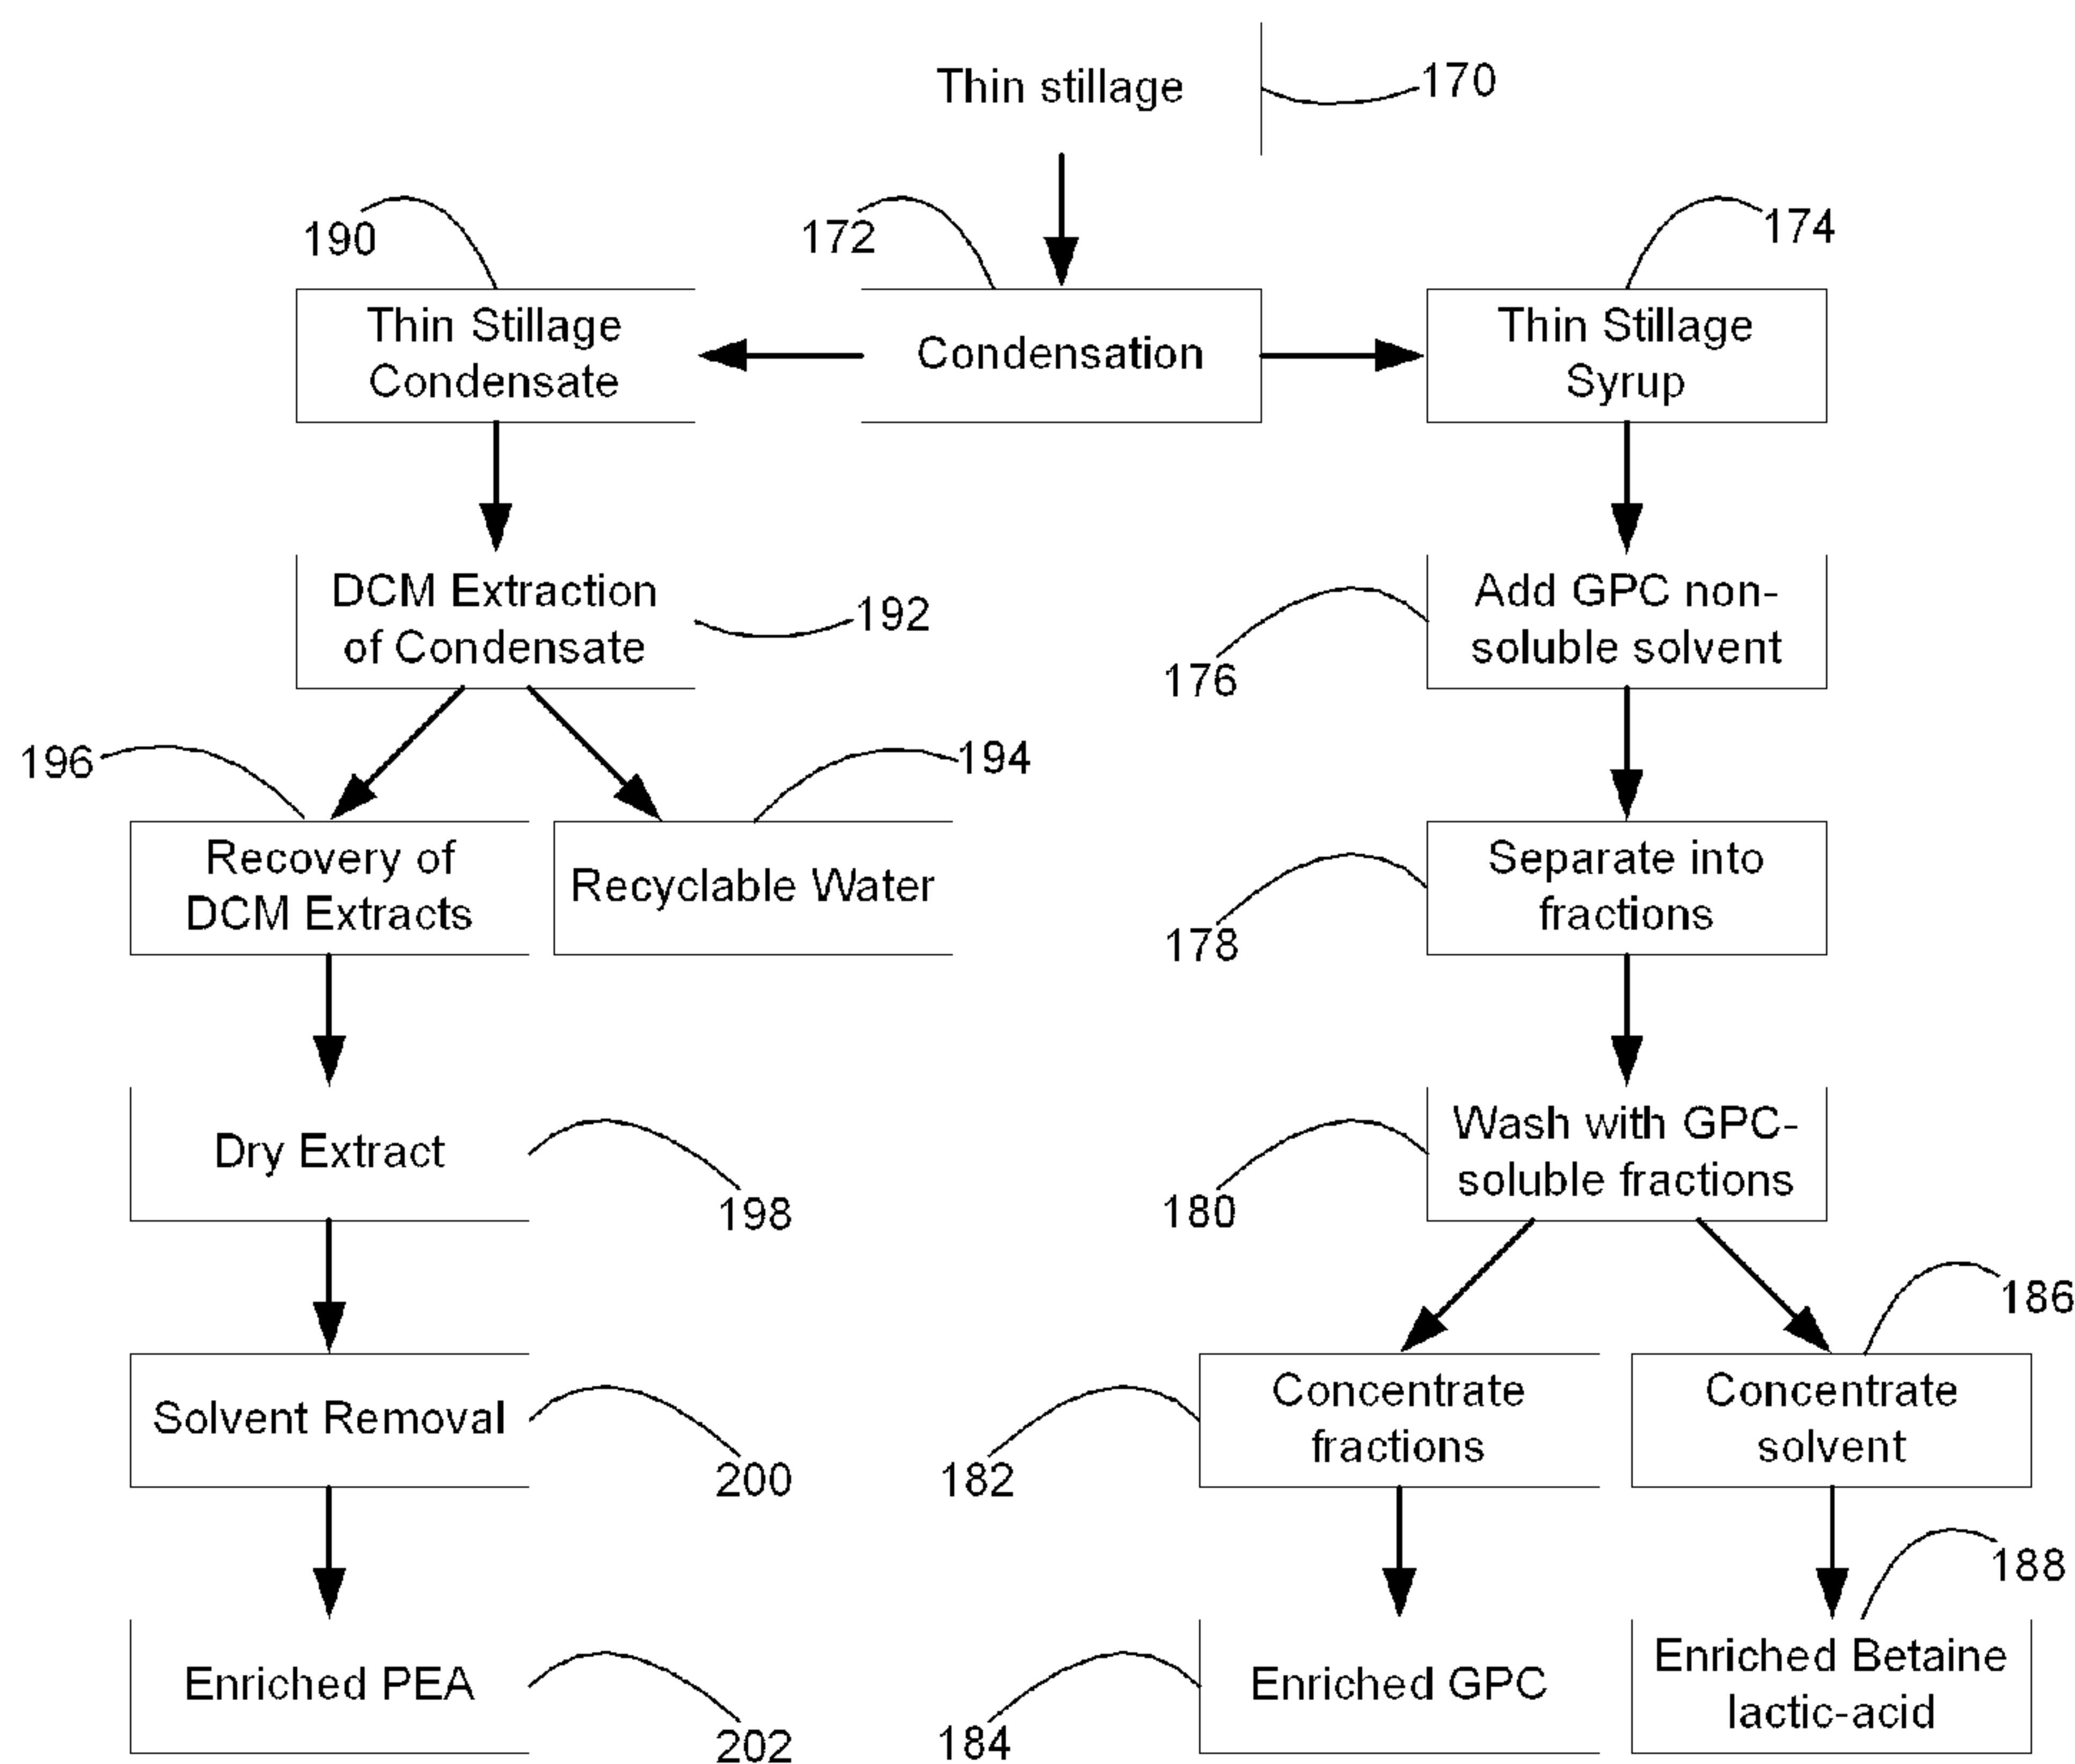 Thin stillage
170
190
172
174
Thin Stillage
Condensate
Condensation
Thin Stillage
Syrup
DCM Extraction
of Condensate
192
Add GPC non-
soluble solvent
176
196
194
Recovery of
DCM Extracts
Recyclable Water
Separate into
fractions
178
Dry Extract
198
Wash with GPC-
soluble fractions
180
186
Solvent Removal
200
182
Concentrate
fractions
Concentrate
solvent
188
Enriched PEA
202
184
Enriched GPC
Enriched Betaine
lactic-acid